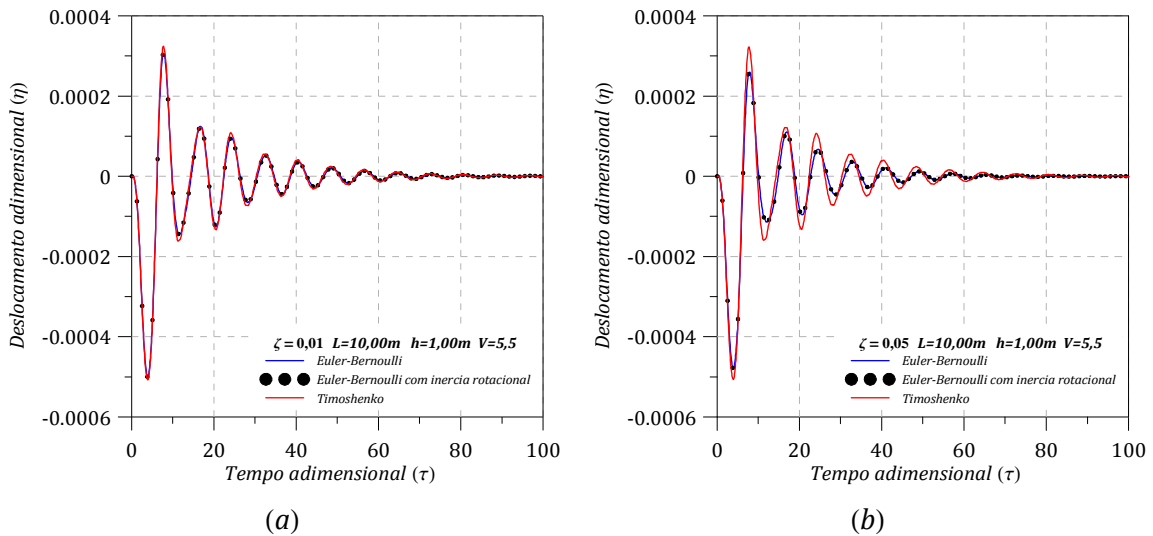 0.0004
0.0002
0
-0.0002
-0.0004
-0.0006
Deslocamento adimensional (η)
ζ = 0,01 L=10,00m h=1,00m V=5,5
Euler-Bernoulli
Euler-Bernoulli com inercia rotacional
Timoshenko
0 20 40 60 80 100
Tempo adimensional (τ)
(a)
0.0004
0.0002
0
-0.0002
-0.0004
-0.0006
Deslocamento adimensional (η)
ζ = 0,05 L=10,00m h=1,00m V=5,5
Euler-Bernoulli
Euler-Bernoulli com inercia rotacional
Timoshenko
0 20 40 60 80 100
Tempo adimensional (τ)
(b)